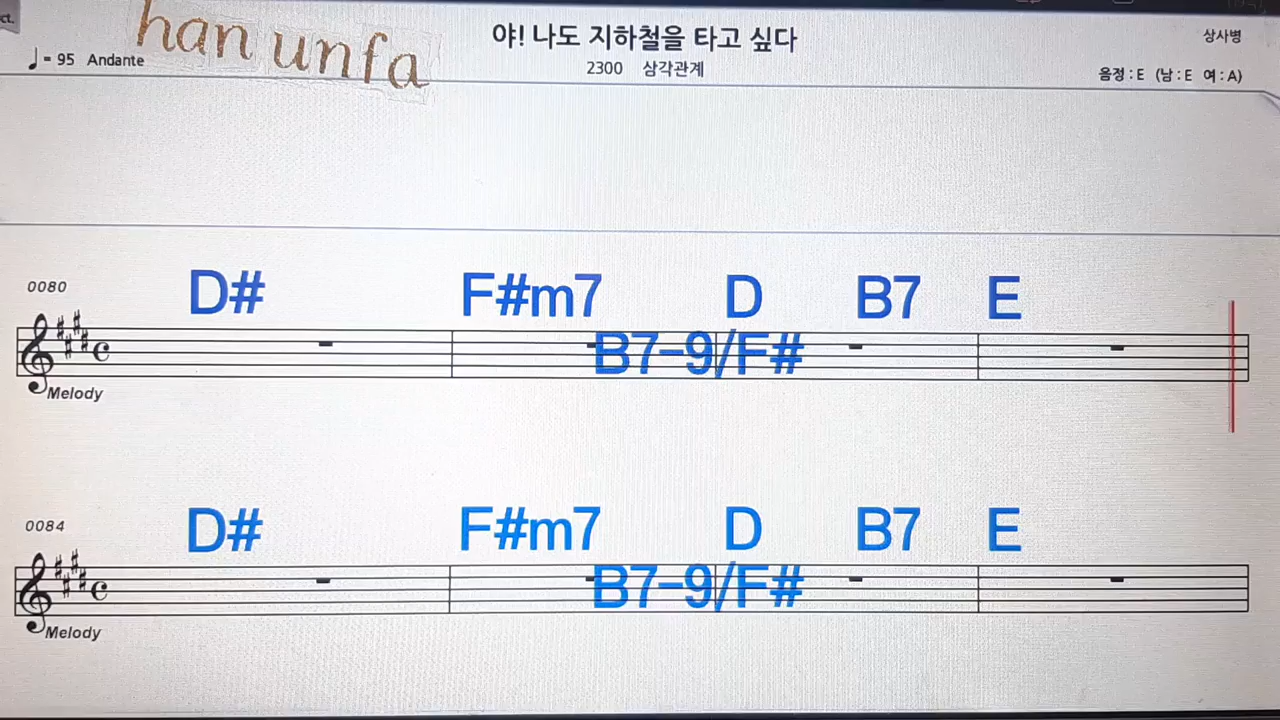 ct.
han unfa
야! 나도 지하철을 타고 싶다
상사병
♩= 95 Andante
2300 삼각관계
음정 : E (남 : E 여 : A)
0080
D# F#m7 D B7 E
B7-9/F#
Melody
0084
D# F#m7 D B7 E
B7-9/F#
Melody